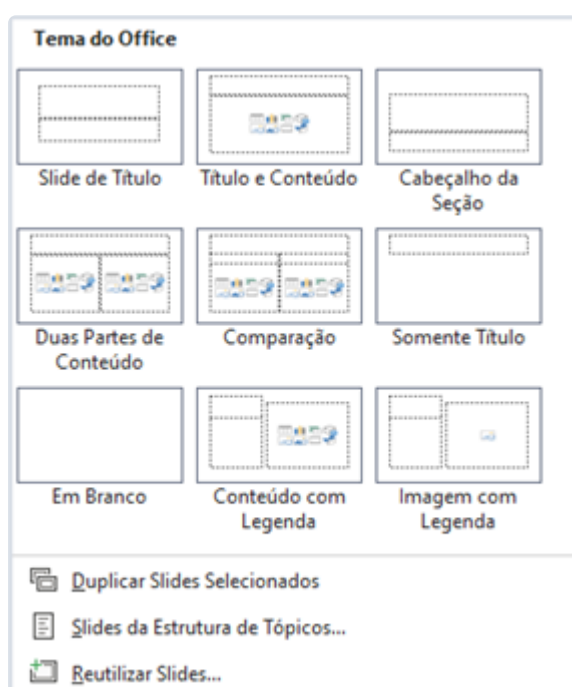 Tema do Office
Slide de Título
Título e Conteúdo
Cabeçalho da
Seção
Duas Partes de
Conteúdo
Comparação
Somente Título
Em Branco
Conteúdo com
Legenda
Imagem com
Legenda
Duplicar Slides Selecionados
Slides da Estrutura de Tópicos...
Reutilizar Slides...